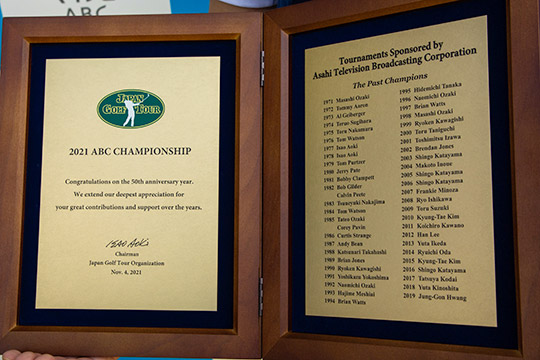 ABC
JAPAN
GOLF TOUR
2021 ABC CHAMPIONSHIP
Congratulations on the 50th anniversary year.
We extend our deepest appreciation for
your great contributions and support over the years.
Chairman
Japan Golf Tour Organization
Nov. 4, 2021
Tournaments Sponsored by
Asahi Television Broadcasting Corporation
The Past Champions
1971 Masashi Ozaki
1972 Tommy Aaron
1973 Al Geiberger
1974 Teruo Sugihara
1975 Toru Nakamura
1976 Tom Watson
1977 Isao Aoki
1978 Isao Aoki
1979 Tom Purtzer
1980 Jerry Pate
1981 Bobby Clampett
1982 Bob Gilder
Calvin Peete
1983 Tsuneyuki Nakajima
1984 Tom Watson
1985 Tateo Ozaki
Corey Pavin
1986 Curtis Strange
1987 Andy Bean
1988 Katsunari Takahashi
1989 Brian Jones
1990 Ryoken Kawagishi
1991 Yoshikazu Yokoshima
1992 Naomichi Ozaki
1993 Hajime Meshiai
1994 Brian Watts
1995 Hidemichi Tanaka
1996 Naomichi Ozaki
1997 Brian Watts
1998 Masashi Ozaki
1999 Ryoken Kawagishi
2000 Toru Taniguchi
2001 Toshimitsu Izawa
2002 Brendan Jones
2003 Shingo Katayama
2004 Makoto Inoue
2005 Shingo Katayama
2006 Shingo Katayama
2007 Frankie Minoza
2008 Ryo Ishikawa
2009 Toru Suzuki
2010 Kyung-Tae Kim
2011 Koichiro Kawano
2012 Han Lee
2013 Yuta Ikeda
2014 Ryuichi Oda
2015 Kyung-Tae Kim
2016 Shingo Katayama
2017 Tatsuya Kodai
2018 Yuta Kinoshita
2019 Jung-Gon Hwang